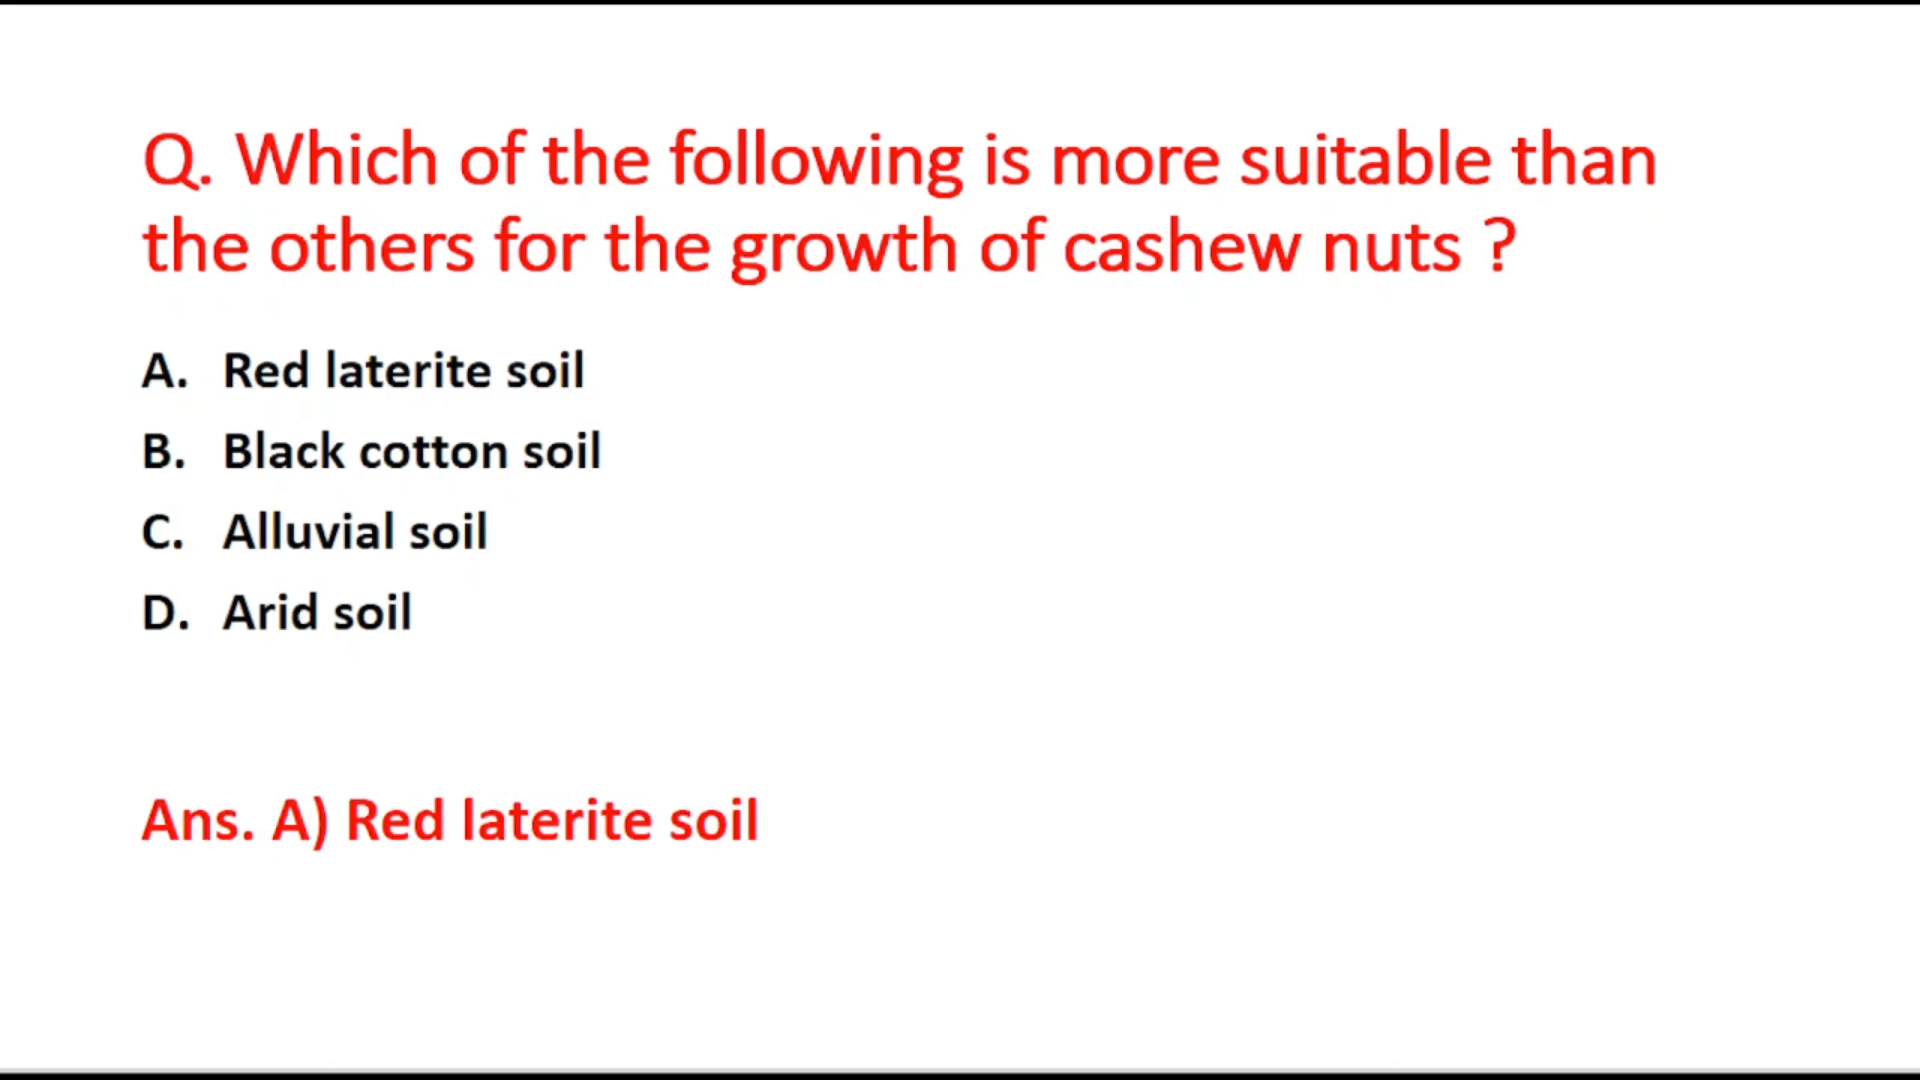 Q. Which of the following is more suitable than
the others for the growth of cashew nuts ?
A. Red laterite soil
B. Black cotton soil
C. Alluvial soil
D. Arid soil
Ans. A) Red laterite soil